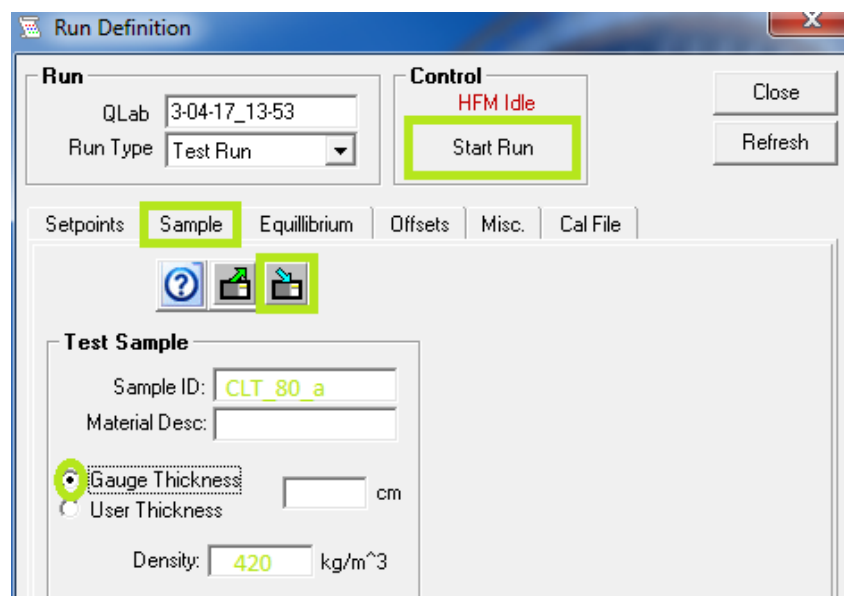 Run Definition
X
Run
QLab 3-04-17_13-53
Run Type Test Run
Control
HFM Idle
Start Run
Close
Refresh
Setpoints Sample Equillibrium Offsets Misc. Cal File
?
Test Sample
Sample ID: CLT_80_a
Material Desc:
Gauge Thickness
cm
User Thickness
Density: 420 kg/m^3